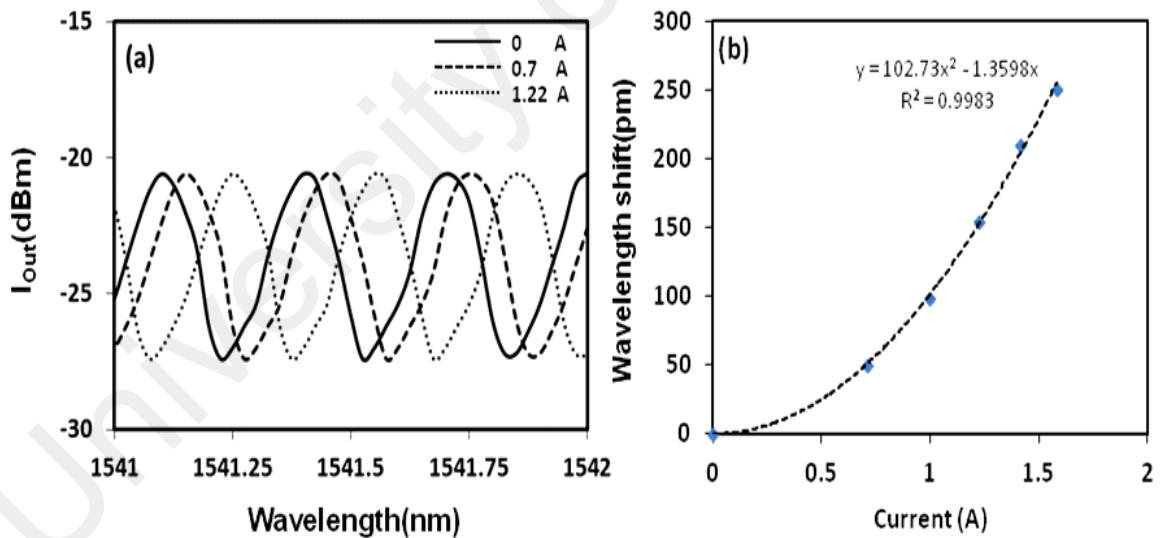 (a)
0 A
0.7 A
1.22 A
-15
-20
-25
-30
1541
1541.25
1541.5
1541.75
1542
I_Out(dBm)
Wavelength(nm)
(b)
y = 102.73x² - 1.3598x
R² = 0.9983
300
250
200
150
100
50
0
0
0.5
1
1.5
2
Wavelength shift(pm)
Current (A)
University